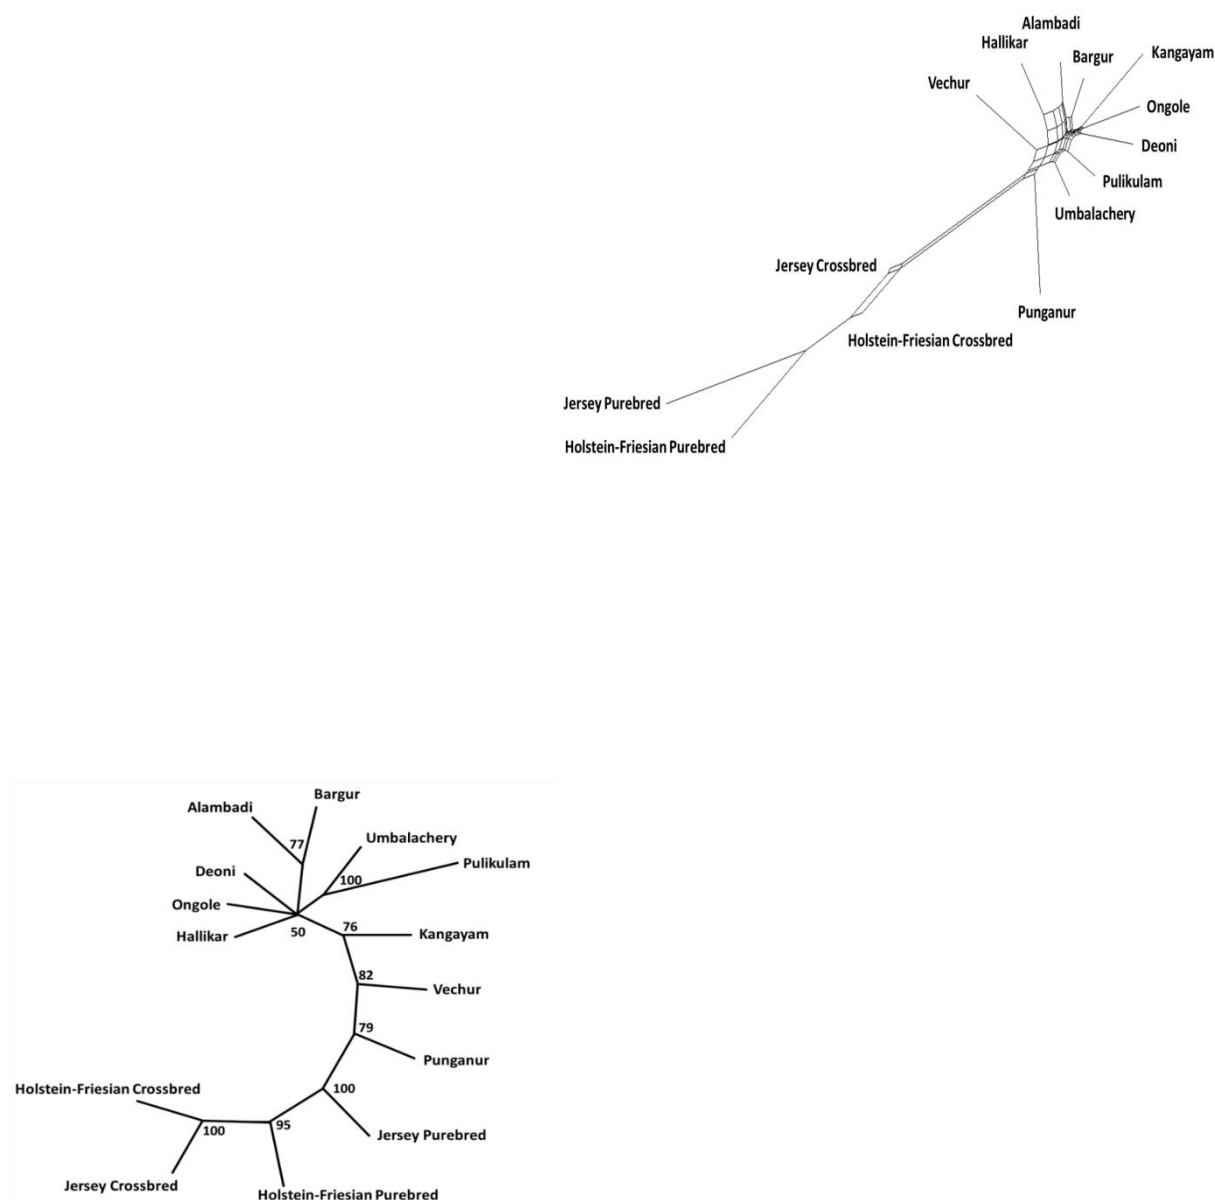 Alambadi
Hallikar
Bargur
Kangayam
Vechur
Ongole
Deoni
Pulikulam
Umbalachery
Jersey Crossbred
Punganur
Holstein-Friesian Crossbred
Jersey Purebred
Holstein-Friesian Purebred
Bargur
Alambadi
Umbalachery
77
Pulikulam
Deoni
100
Ongole
76
50
Hallikar
Kangayam
82
Vechur
79
Punganur
Holstein-Friesian Crossbred
100
95
100
Jersey Purebred
Jersey Crossbred
Holstein-Friesian Purebred